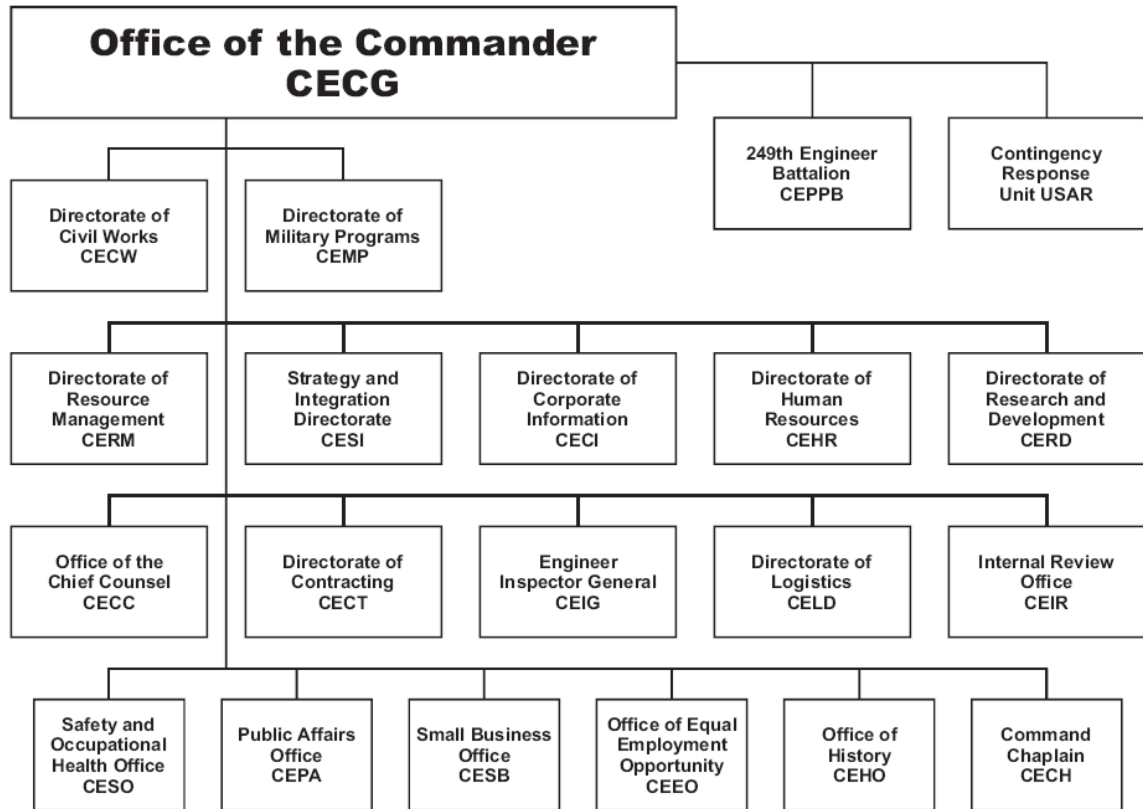 Office of the Commander
CECG
249th Engineer
Battalion
CEPPB
Contingency
Response
Unit USAR
Directorate of
Civil Works
CECW
Directorate of
Military Programs
CEMP
Directorate of
Resource
Management
CERM
Strategy and
Integration
Directorate
CESI
Directorate of
Corporate
Information
CECI
Directorate of
Human
Resources
CEHR
Directorate of
Research and
Development
CERD
Office of the
Chief Counsel
CECC
Directorate of
Contracting
CECT
Engineer
Inspector General
CEIG
Directorate of
Logistics
CELD
Internal Review
Office
CEIR
Safety and
Occupational
Health Office
CESO
Public Affairs
Office
CEPA
Small Business
Office
CESB
Office of Equal
Employment
Opportunity
CEEO
Office of
History
CEHO
Command
Chaplain
CECH